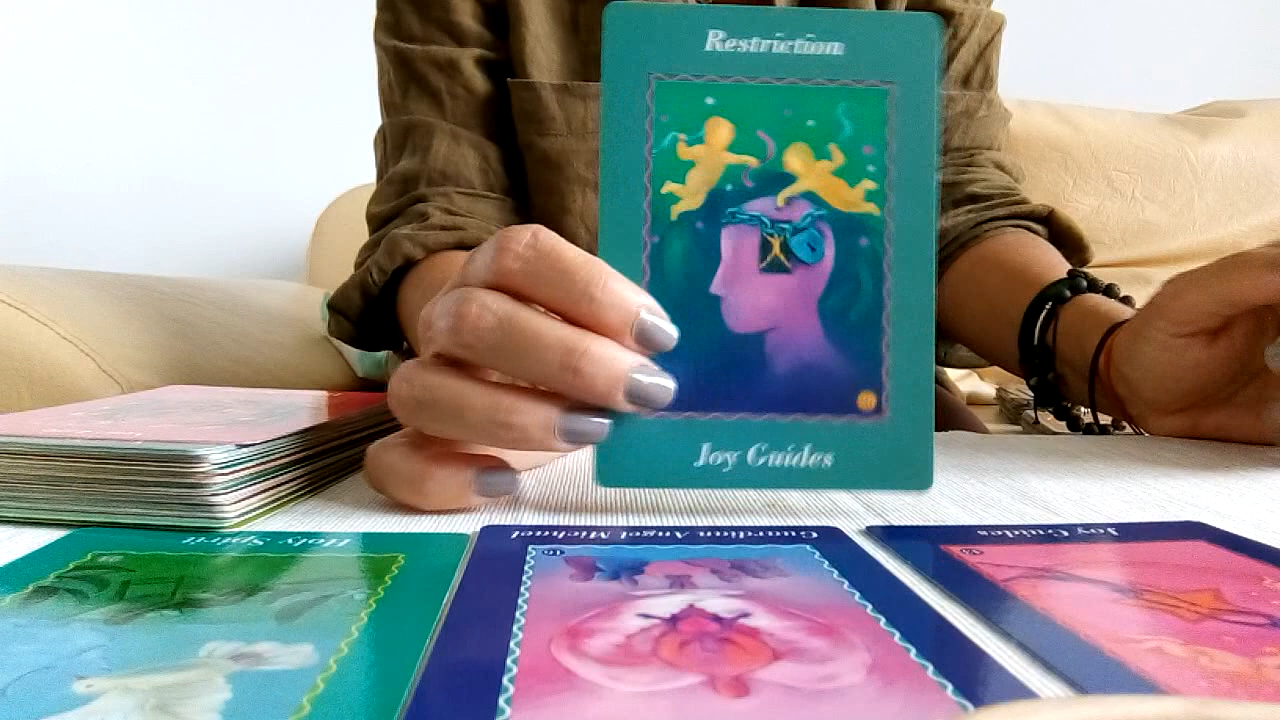 Restriction
Joy Guides
Holy Spirit
Guardian Angel Michael
Joy Guides